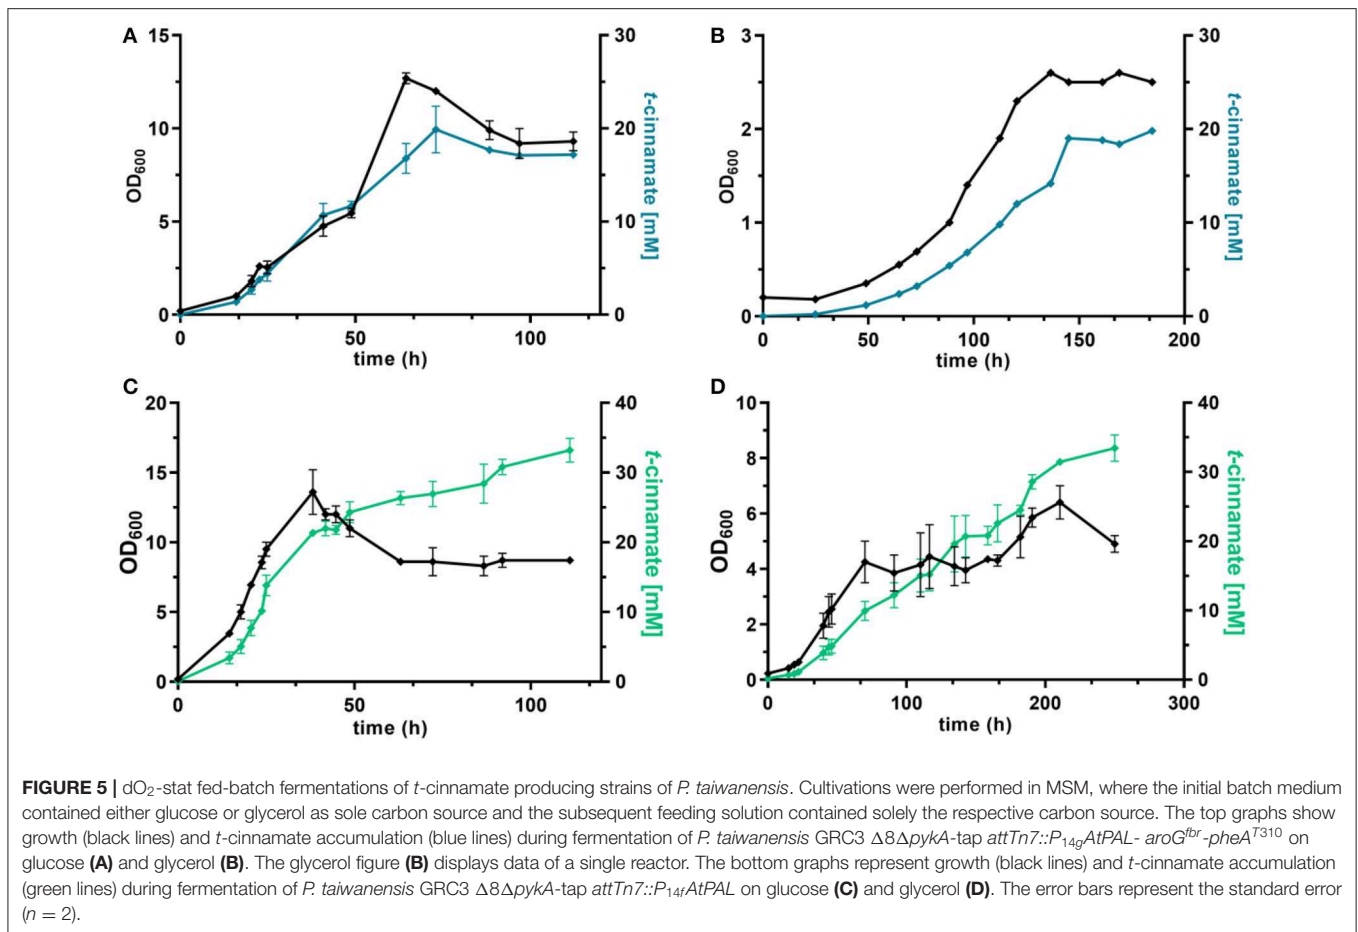 A
15
10
5
0
OD600
30
20
10
0
t-cinnamate [mM]
0
50
100
time (h)
B
3
2
1
0
OD600
30
20
10
0
t-cinnamate [mM]
0
50
100
150
200
time (h)
C
20
15
10
5
0
OD600
40
30
20
10
0
t-cinnamate [mM]
0
50
100
time (h)
D
10
8
6
4
2
0
OD600
40
30
20
10
0
t-cinnamate [mM]
0
100
200
300
time (h)
FIGURE 5 | dO2-stat fed-batch fermentations of t-cinnamate producing strains of P. taiwanensis. Cultivations were performed in MSM, where the initial batch medium
contained either glucose or glycerol as sole carbon source and the subsequent feeding solution contained solely the respective carbon source. The top graphs show
growth (black lines) and t-cinnamate accumulation (blue lines) during fermentation of P. taiwanensis GRC3 Δ8ΔpykA-tap attTn7::P14gAtPAL- aroGfbr-pheAT310 on
glucose (A) and glycerol (B). The glycerol figure (B) displays data of a single reactor. The bottom graphs represent growth (black lines) and t-cinnamate accumulation
(green lines) during fermentation of P. taiwanensis GRC3 Δ8ΔpykA-tap attTn7::P14fAtPAL on glucose (C) and glycerol (D). The error bars represent the standard error
(n = 2).